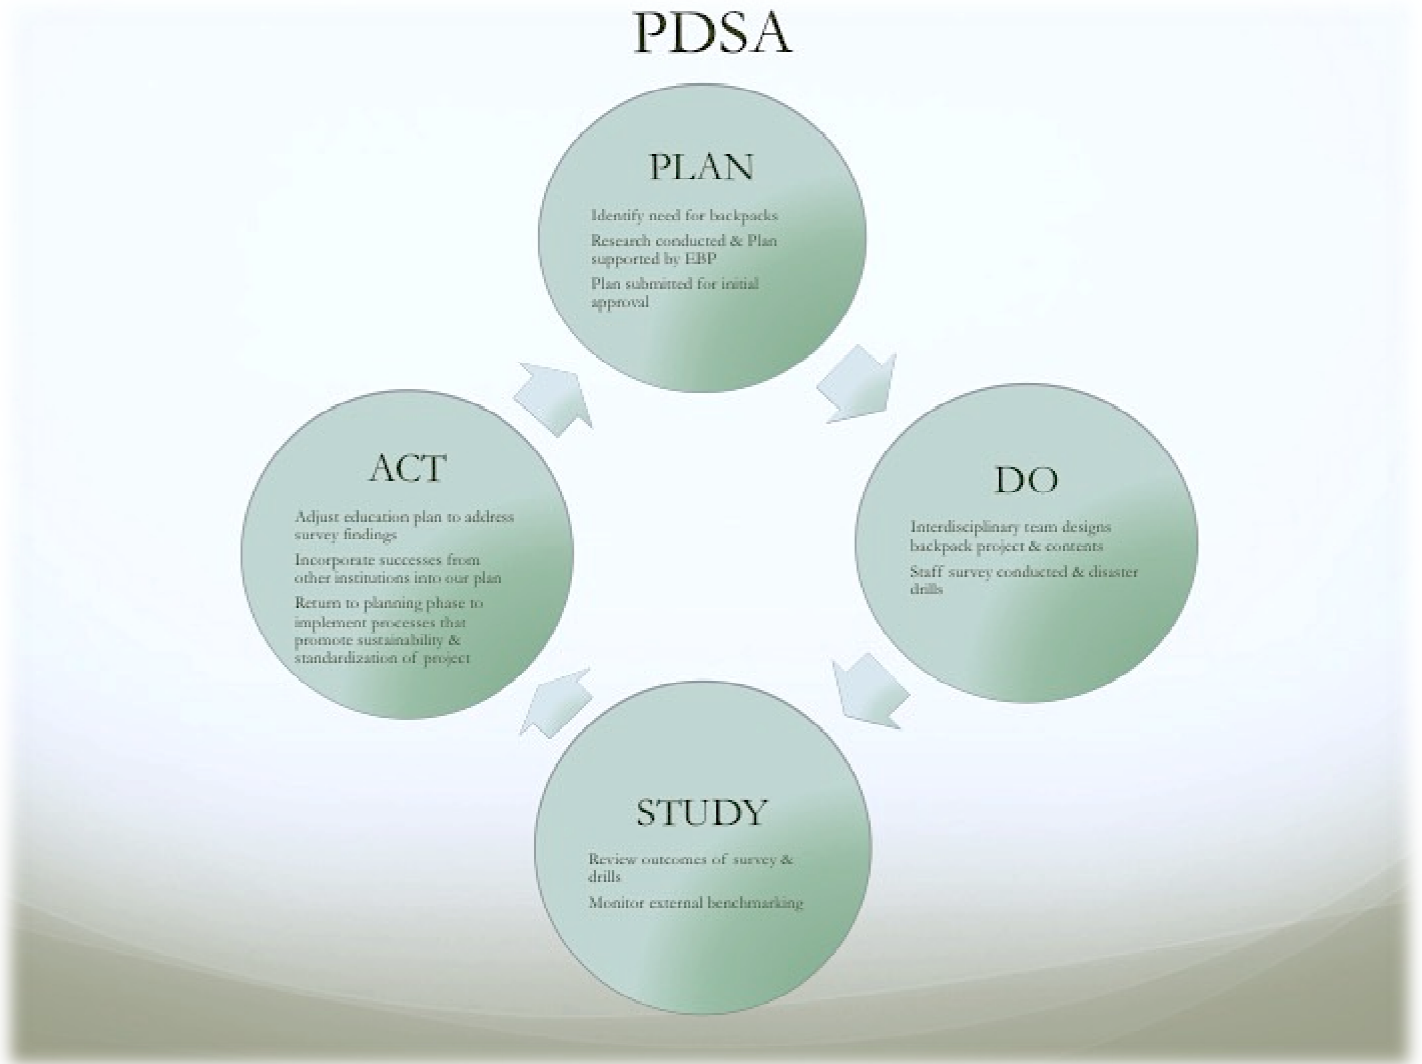 PDSA
PLAN
Identify need for backpacks
Research conducted & Plan
supported by EBP
Plan submitted for initial
approval
DO
Interdisciplinary team designs
backpack project & contents
Staff survey conducted & disaster
drills
STUDY
Review outcomes of survey &
drills
Monitor external benchmarking
ACT
Adjust education plan to address
survey findings
Incorporate successes from
other institutions into our plan
Return to planning phase to
implement processes that
promote sustainability &
standardization of project